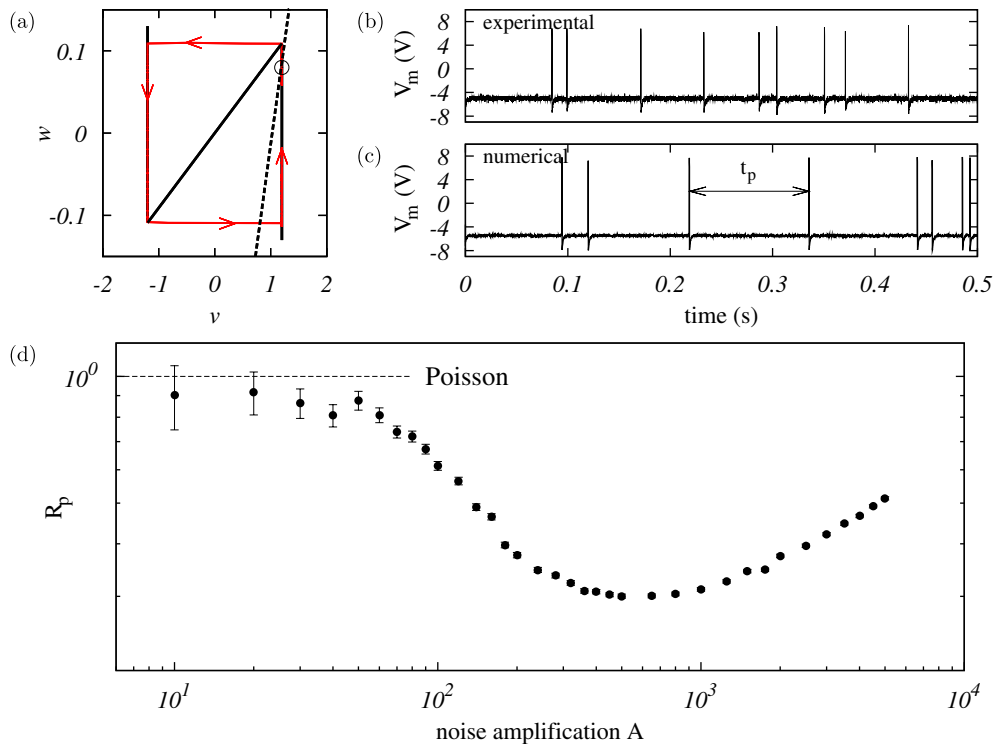 (a)
0.1
0
-0.1
w
-2
-1
0
1
2
v
(b)
experimental
8
4
0
-4
-8
V_m (V)
(c)
numerical
t_p
8
4
0
-4
-8
V_m (V)
0
0.1
0.2
0.3
0.4
0.5
time (s)
(d)
10^0
Poisson
R_p
10^1
10^2
10^3
10^4
noise amplification A